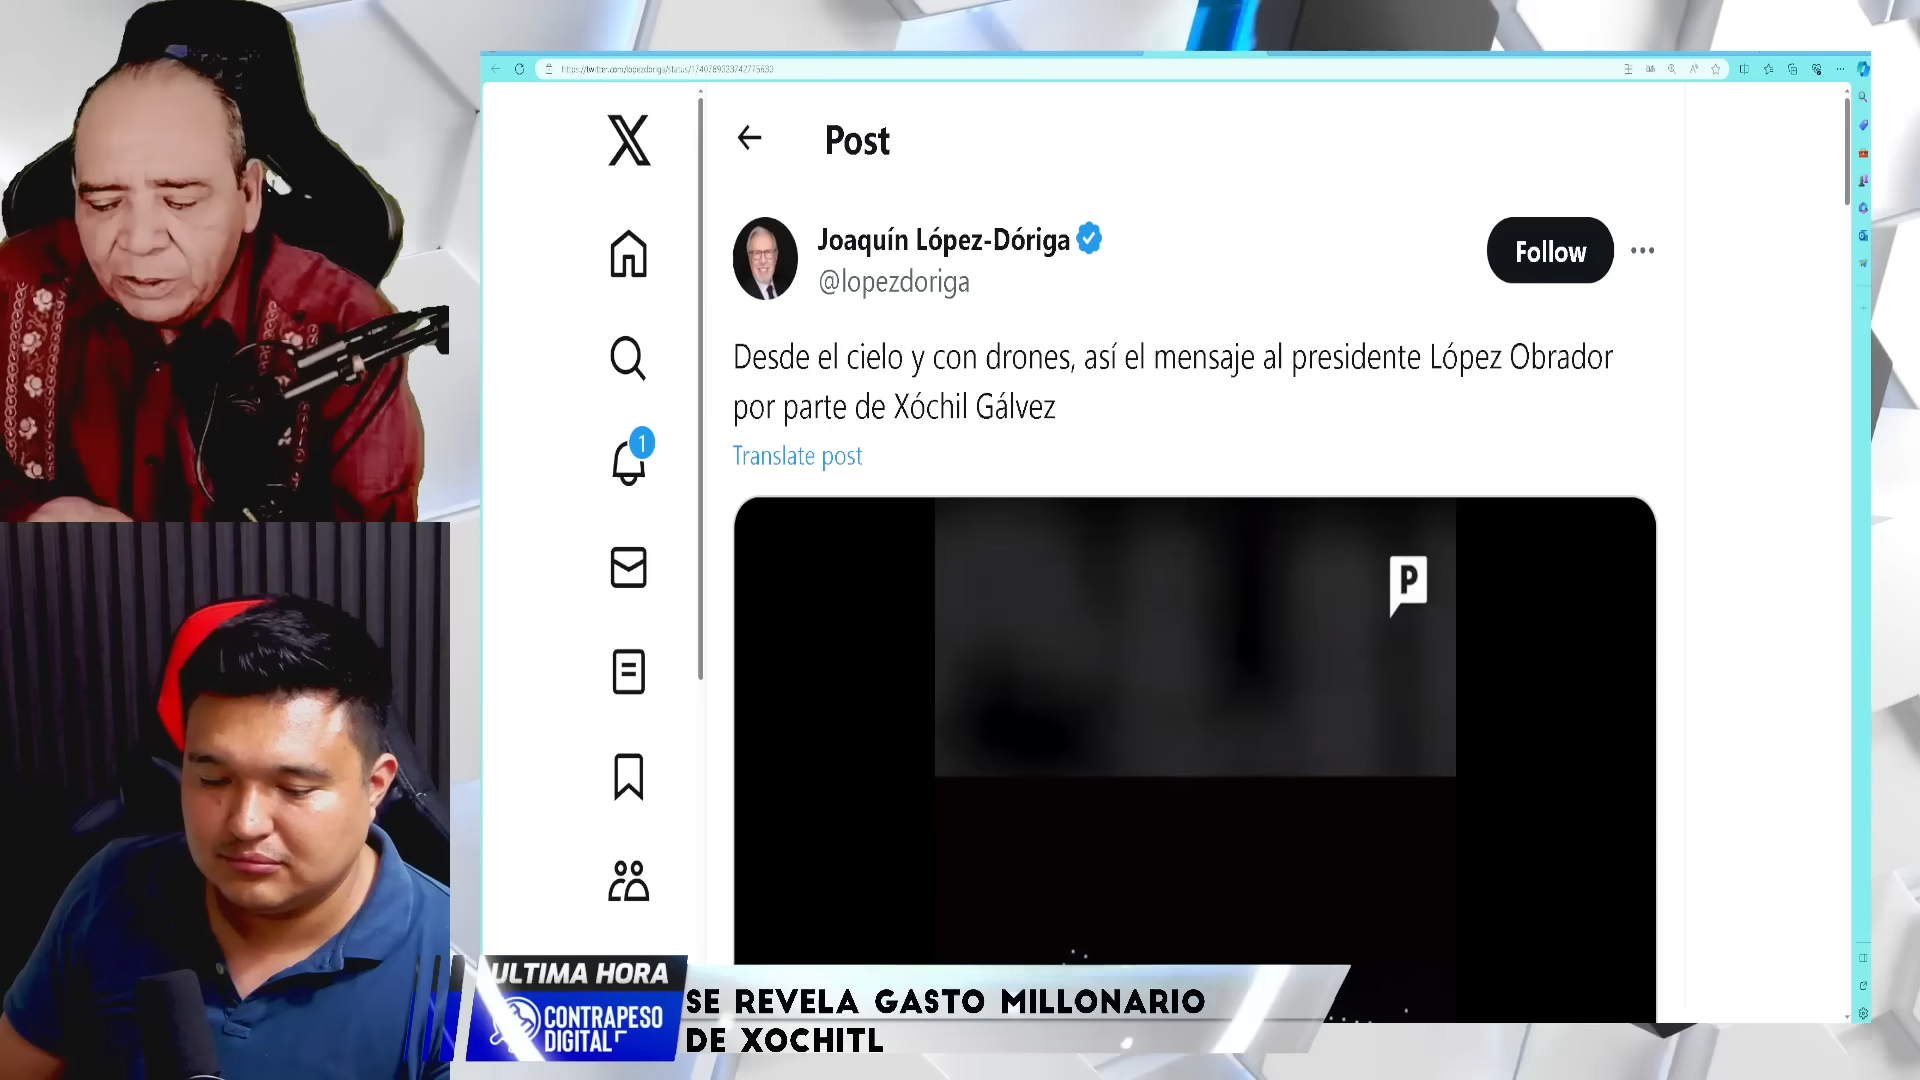 https://twitter.com/lopezdoriga/status/1740789023742775630
Post
Joaquín López-Dóriga
@lopezdoriga
Follow
Desde el cielo y con drones, así el mensaje al presidente López Obrador
por parte de Xóchil Gálvez
Translate post
1
P
ULTIMA HORA
CONTRAPESO
DIGITAL
SE REVELA GASTO MILLONARIO
DE XOCHITL